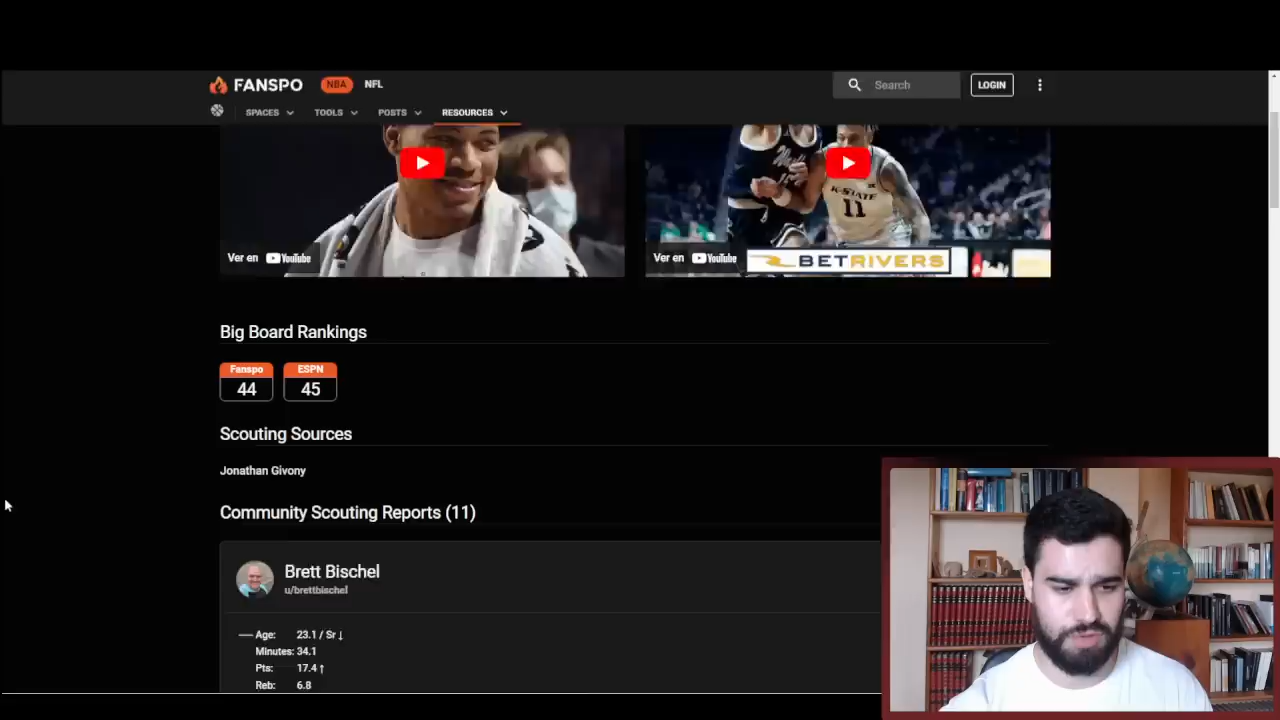 FANSPO NBA NFL Search LOGIN
SPACES TOOLS POSTS RESOURCES
K-STATE
11
Ver en YouTube
Ver en YouTube
BETRIVERS
Big Board Rankings
Fanspo ESPN
44 45
Scouting Sources
Jonathan Givony
Community Scouting Reports (11)
Brett Bischel
u/brettbischel
Age: 23.1 / Sr ↓
Minutes: 34.1
Pts: 17.4 ↑
Reb: 6.8